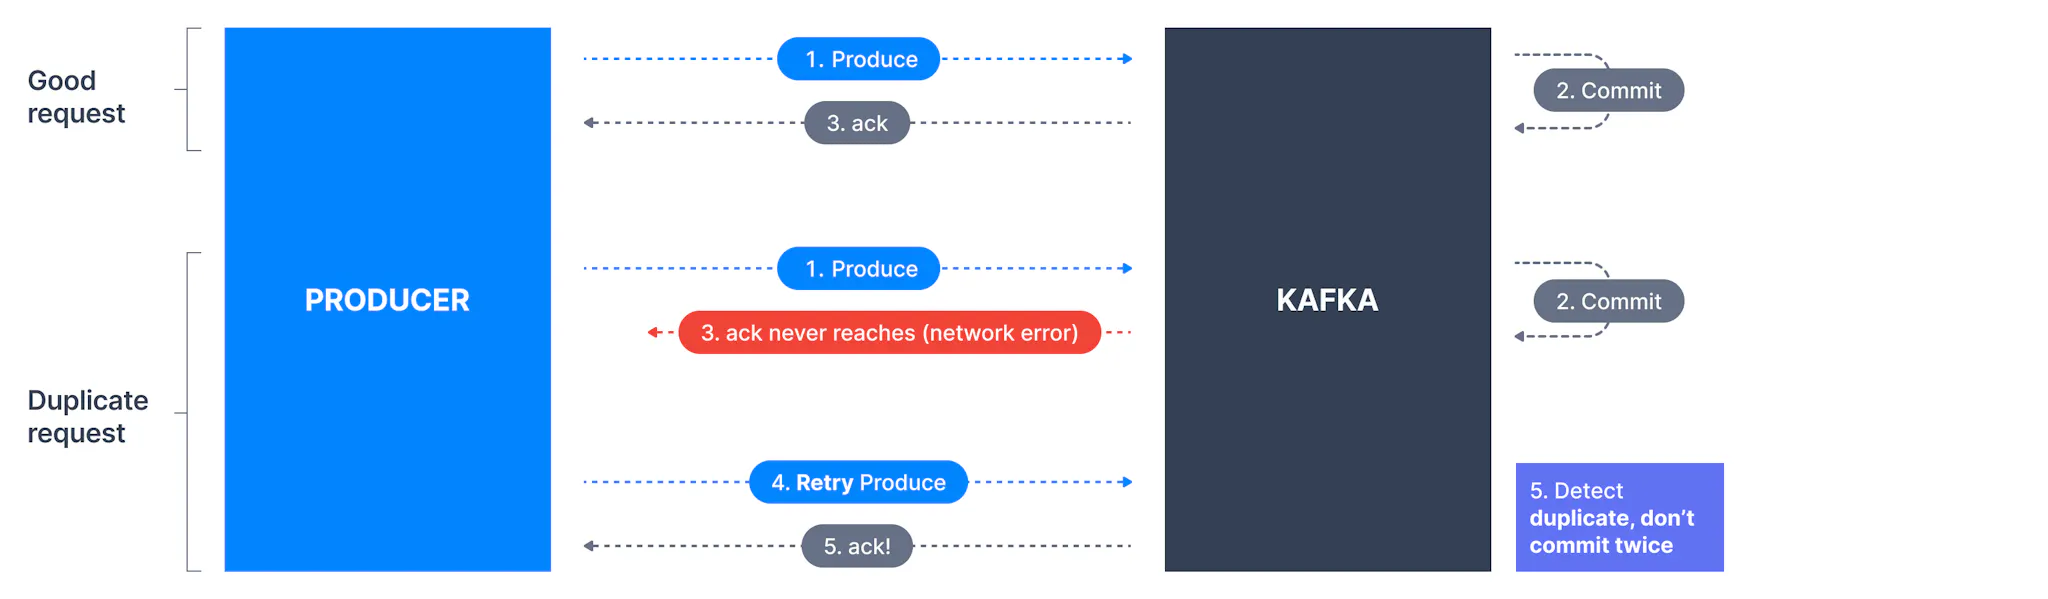 Good
request
1. Produce
2. Commit
3. ack
PRODUCER
KAFKA
Duplicate
request
1. Produce
2. Commit
3. ack never reaches (network error)
4. Retry Produce
5. Detect
duplicate, don’t
commit twice
5. ack!